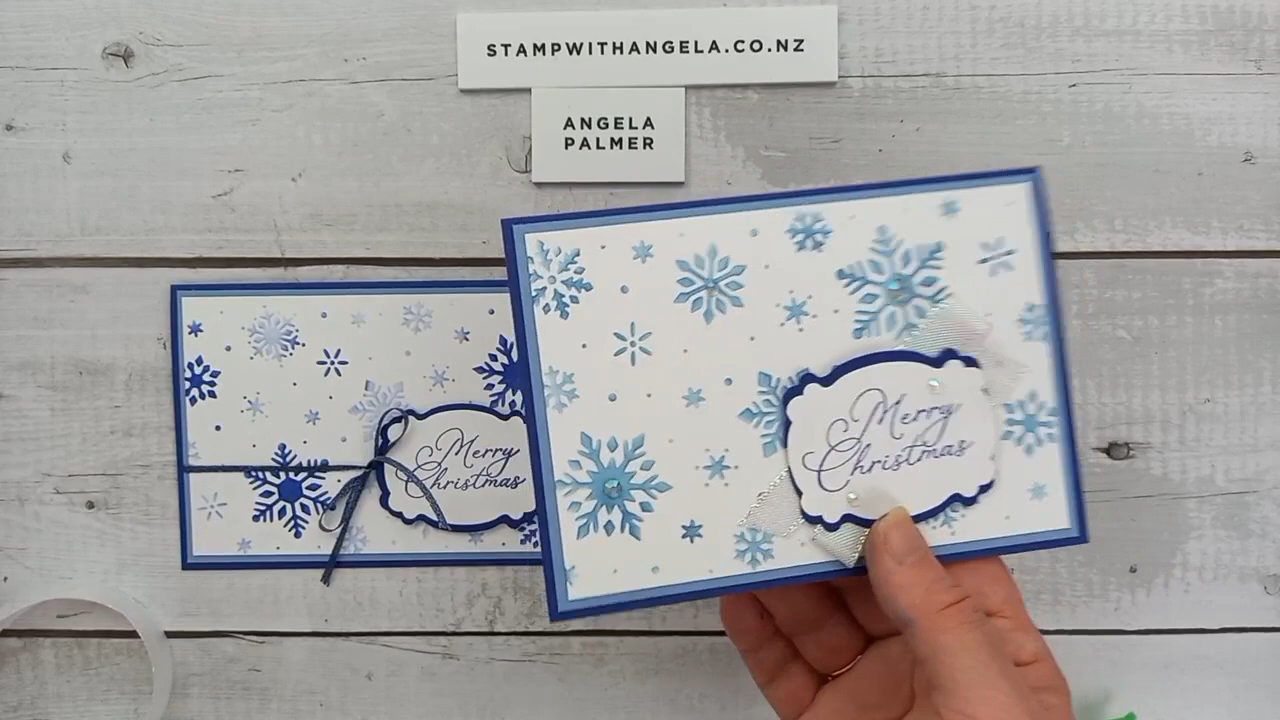 STAMPWITHANGELA.CO.NZ
ANGELA
PALMER
Merry
Christmas
Merry
Christmas